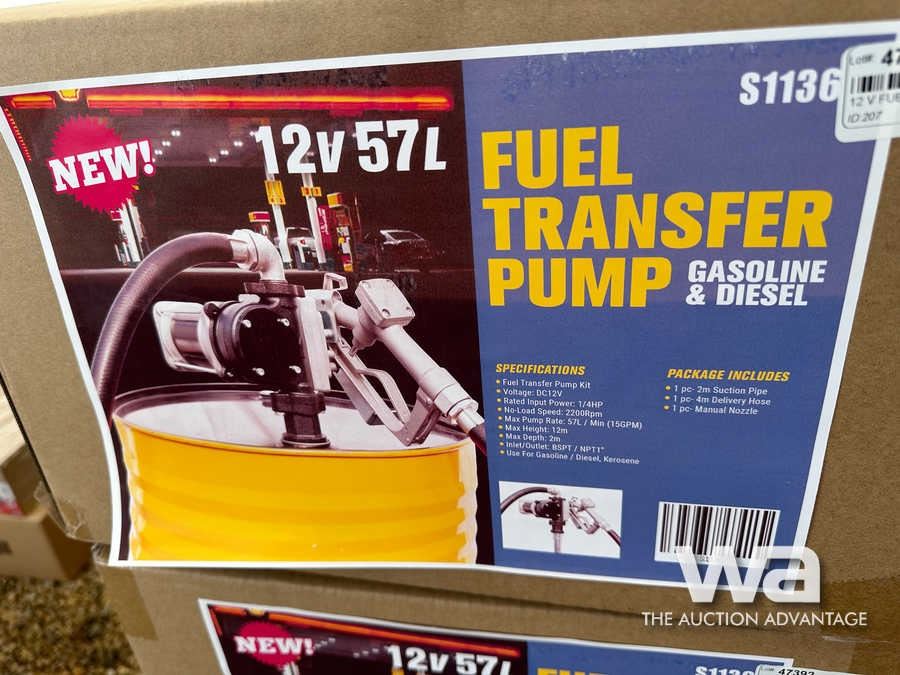 NEW!
12V 57L
S1136
Lot#: 47
12 V FUE
ID:207
FUEL
TRANSFER
PUMP
GASOLINE
& DIESEL
SPECIFICATIONS
• Fuel Transfer Pump Kit
• Voltage: DC12V
• Rated Input Power: 1/4HP
• No-Load Speed: 2200Rpm
• Max Pump Rate: 57L / Min (15GPM)
• Max Height: 12m
• Max Depth: 2m
• Inlet/Outlet: BSPT / NPT1"
• Use For Gasoline / Diesel, Kerosene
PACKAGE INCLUDES
• 1 pc- 2m Suction Pipe
• 1 pc- 4m Delivery Hose
• 1 pc- Manual Nozzle
wa
THE AUCTION ADVANTAGE
NEW!
12V 57L
S1136